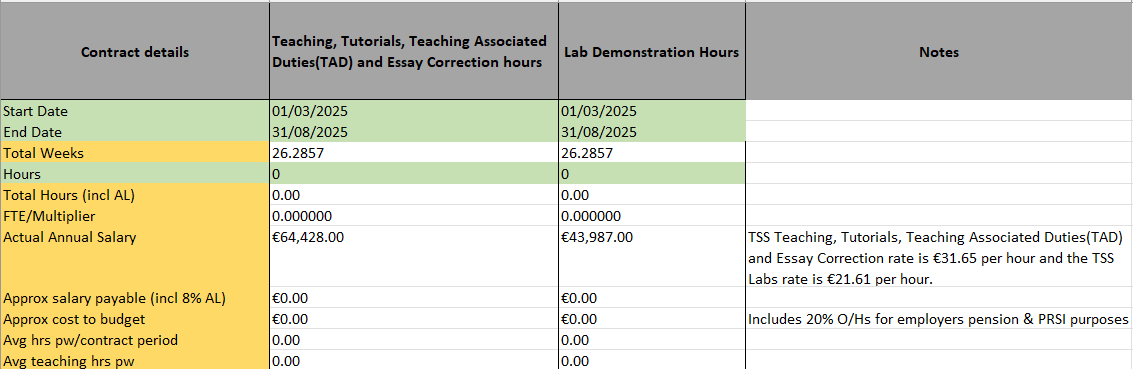 Contract details
Teaching, Tutorials, Teaching Associated
Duties(TAD) and Essay Correction hours
Lab Demonstration Hours
Notes
Start Date 01/03/2025 01/03/2025
End Date 31/08/2025 31/08/2025
Total Weeks 26.2857 26.2857
Hours 0 0
Total Hours (incl AL) 0.00 0.00
FTE/Multiplier 0.000000 0.000000
Actual Annual Salary €64,428.00 €43,987.00 TSS Teaching, Tutorials, Teaching Associated Duties(TAD)
and Essay Correction rate is €31.65 per hour and the TSS
Labs rate is €21.61 per hour.
Approx salary payable (incl 8% AL) €0.00 €0.00
Approx cost to budget €0.00 €0.00 Includes 20% O/Hs for employers pension & PRSI purposes
Avg hrs pw/contract period 0.00 0.00
Avg teaching hrs pw 0.00 0.00